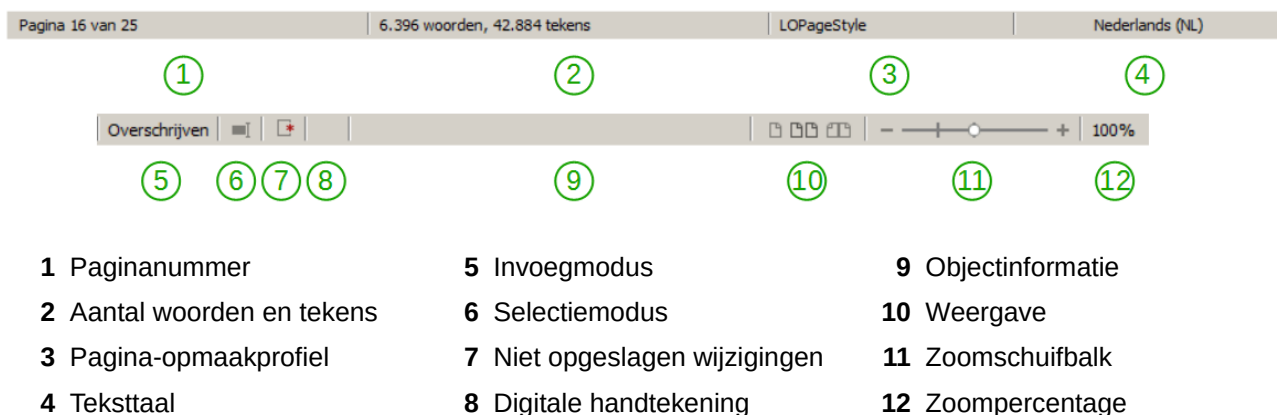 Pagina 16 van 25 6.396 woorden, 42.884 tekens LOPageStyle Nederlands (NL)
1 2 3 4
Overschrijven 100%
5 6 7 8 9 10 11 12
1 Paginanummer 5 Invoegmodus 9 Objectinformatie
2 Aantal woorden en tekens 6 Selectiemodus 10 Weergave
3 Pagina-opmaakprofiel 7 Niet opgeslagen wijzigingen 11 Zoomschuifbalk
4 Teksttaal 8 Digitale handtekening 12 Zoompercentage